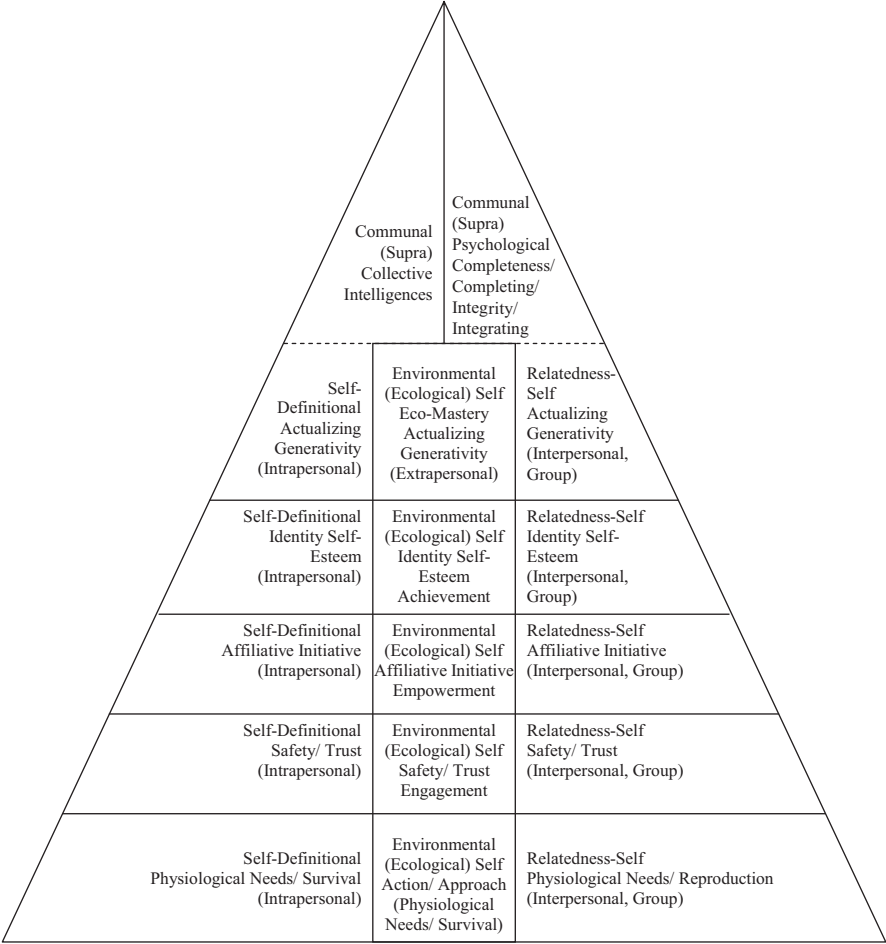 Communal
(Supra)
Collective
Intelligences
Communal
(Supra)
Psychological
Completeness/
Completing/
Integrity/
Integrating
Self-
Definitional
Actualizing
Generativity
(Intrapersonal)
Environmental
(Ecological) Self
Eco-Mastery
Actualizing
Generativity
(Extrapersonal)
Relatedness-
Self
Actualizing
Generativity
(Interpersonal,
Group)
Self-Definitional
Identity Self-
Esteem
(Intrapersonal)
Environmental
(Ecological) Self
Identity Self-
Esteem
Achievement
Relatedness-Self
Identity Self-
Esteem
(Interpersonal,
Group)
Self-Definitional
Affiliative Initiative
(Intrapersonal)
Environmental
(Ecological) Self
Affiliative Initiative
Empowerment
Relatedness-Self
Affiliative Initiative
(Interpersonal, Group)
Self-Definitional
Safety/ Trust
(Intrapersonal)
Environmental
(Ecological) Self
Safety/ Trust
Engagement
Relatedness-Self
Safety/ Trust
(Interpersonal, Group)
Self-Definitional
Physiological Needs/ Survival
(Intrapersonal)
Environmental
(Ecological) Self
Action/ Approach
(Physiological
Needs/ Survival)
Relatedness-Self
Physiological Needs/ Reproduction
(Interpersonal, Group)